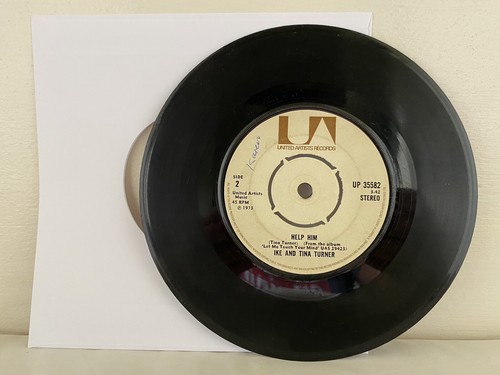 UA
UNITED ARTISTS RECORDS
Karen
SIDE
2
UP 35582
United Artists
Music
3.42
45 RPM
STEREO
℗ 1973
HELP HIM
(Tina Turner) (From the album
'Let Me Touch Your Mind' UAS 29423)
IKE AND TINA TURNER